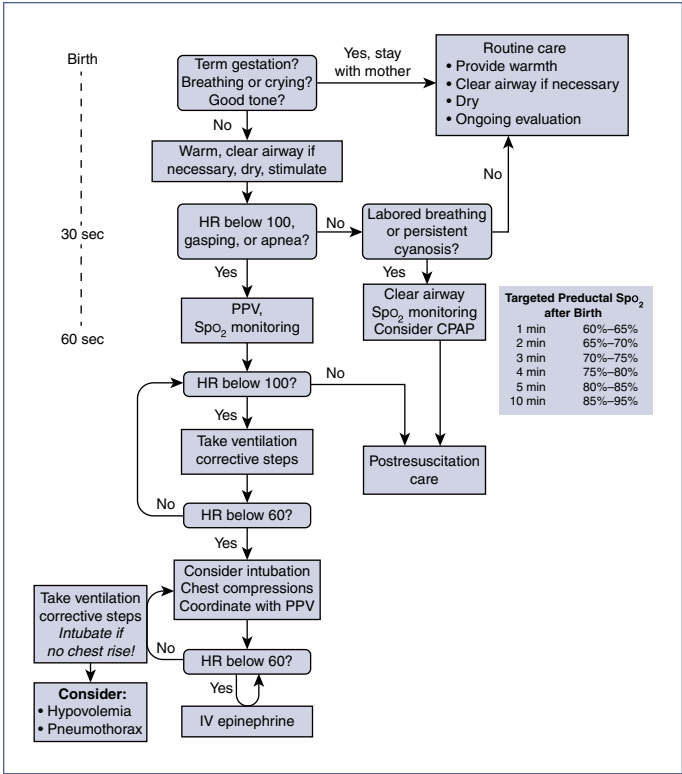 Birth
30 sec
60 sec
Term gestation?
Breathing or crying?
Good tone?
Yes, stay
with mother
Routine care
• Provide warmth
• Clear airway if necessary
• Dry
• Ongoing evaluation
No
Warm, clear airway if
necessary, dry, stimulate
No
HR below 100,
gasping, or apnea?
No
Labored breathing
or persistent
cyanosis?
Yes
Yes
PPV,
SpO2 monitoring
Clear airway
SpO2 monitoring
Consider CPAP
Targeted Preductal SpO2
after Birth
1 min 60%–65%
2 min 65%–70%
3 min 70%–75%
4 min 75%–80%
5 min 80%–85%
10 min 85%–95%
HR below 100?
No
Yes
Take ventilation
corrective steps
Postresuscitation
care
No
HR below 60?
Yes
Consider intubation
Chest compressions
Coordinate with PPV
Take ventilation
corrective steps
Intubate if
no chest rise!
No
HR below 60?
Yes
Consider:
• Hypovolemia
• Pneumothorax
IV epinephrine